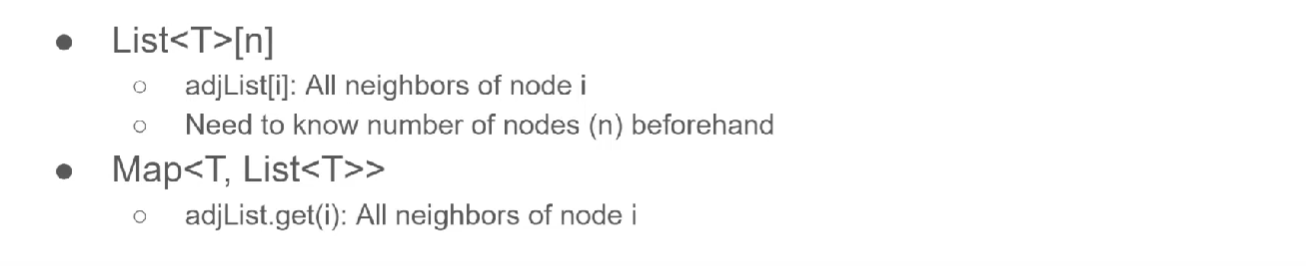 ● List<T>[n]
○ adjList[i]: All neighbors of node i
○ Need to know number of nodes (n) beforehand
● Map<T, List<T>>
○ adjList.get(i): All neighbors of node i